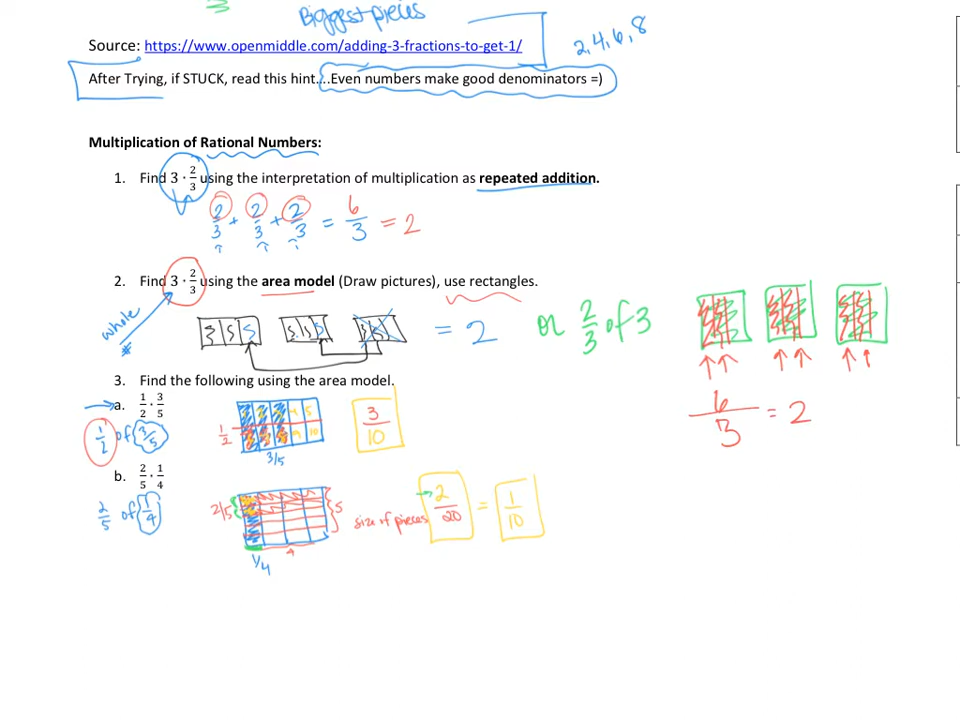 Biggest pieces
Source: https://www.openmiddle.com/adding-3-fractions-to-get-1/
2, 4, 6, 8
After Trying, if STUCK, read this hint....Even numbers make good denominators =)
Multiplication of Rational Numbers:
1. Find 3 · 2/3 using the interpretation of multiplication as repeated addition.
2/3 + 2/3 + 2/3 = 6/3 = 2
2. Find 3 · 2/3 using the area model (Draw pictures), use rectangles.
whole
= 2 or 2/3 of 3
6/3 = 2
3. Find the following using the area model.
a. 1/2 · 3/5
1/2 of 3/5
1/2
4 5
9 10
3/5
3/10
b. 2/5 · 1/4
2/5 of 1/4
2/5
5
1/4
4
size of pieces 2/20 = 1/10